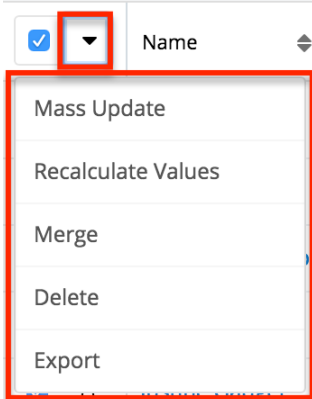 Name
Mass Update
Recalculate Values
Merge
Delete
Export